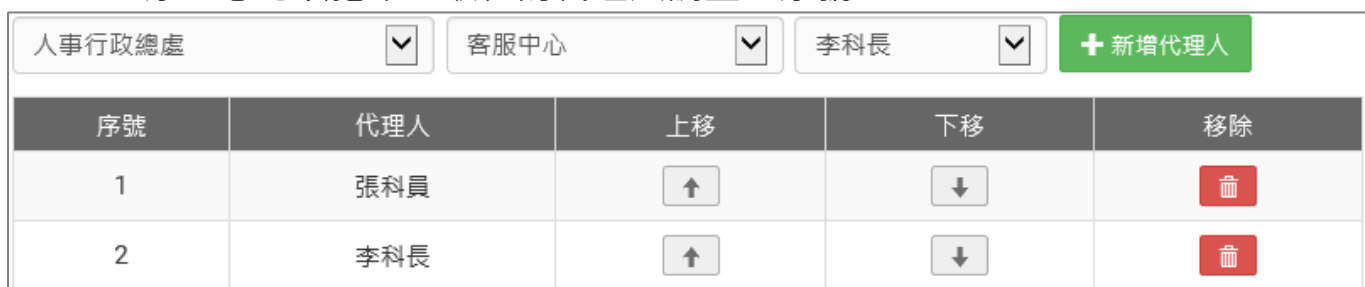 人事行政總處 客服中心 李科長 新增代理人
序號 代理人 上移 下移 移除
1 張科員
2 李科長